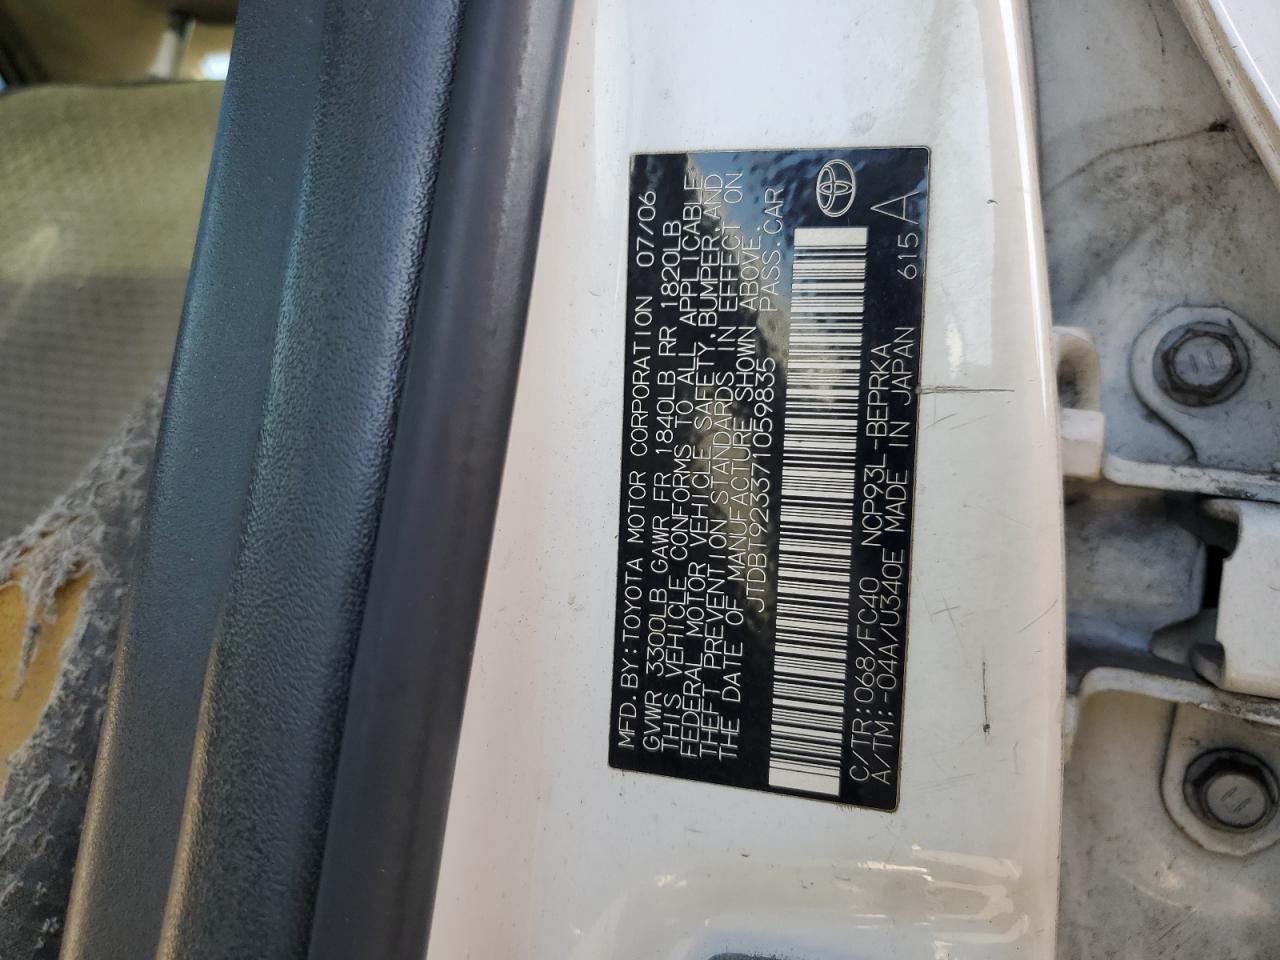 MFD. BY: TOYOTA MOTOR CORPORATION 07/06
GVWR 3300LB GAWR FR 1840LB RR 1820LB
THIS VEHICLE CONFORMS TO ALL APPLICABLE
FEDERAL MOTOR VEHICLE SAFETY, BUMPER, AND
THEFT PREVENTION STANDARDS IN EFFECT ON
THE DATE OF MANUFACTURE SHOWN ABOVE.
JTDBT923371059835 PASS. CAR
C/TR: 068/FC40 NCP93L-BEPRKA 615 A
A/TM: -04A/U340E MADE IN JAPAN